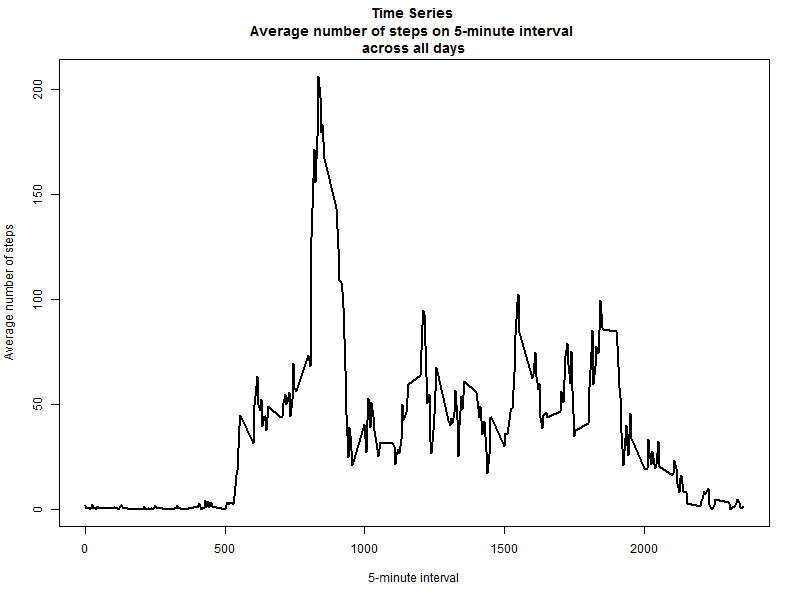 Time Series
Average number of steps on 5-minute interval
across all days
Average number of steps
200
150
100
50
0
0 500 1000 1500 2000
5-minute interval